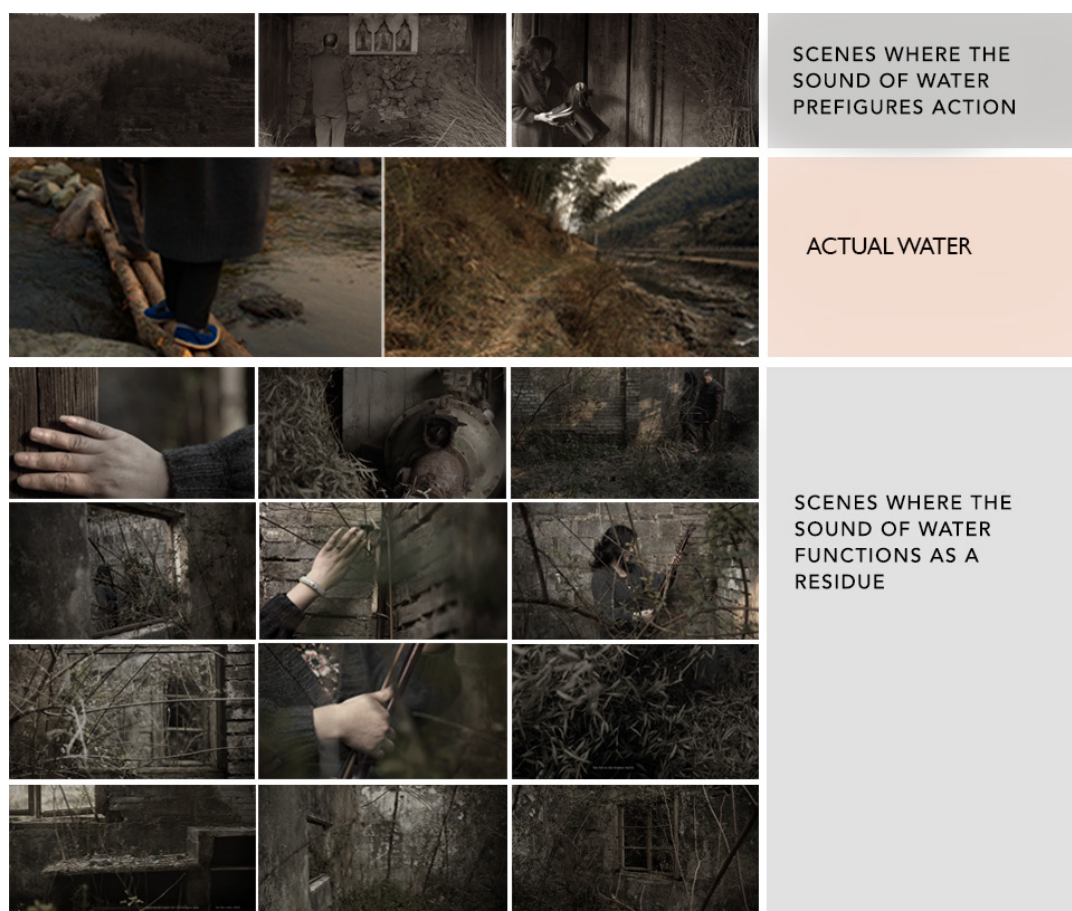 SCENES WHERE THE
SOUND OF WATER
PREFIGURES ACTION
ACTUAL WATER
SCENES WHERE THE
SOUND OF WATER
FUNCTIONS AS A
RESIDUE